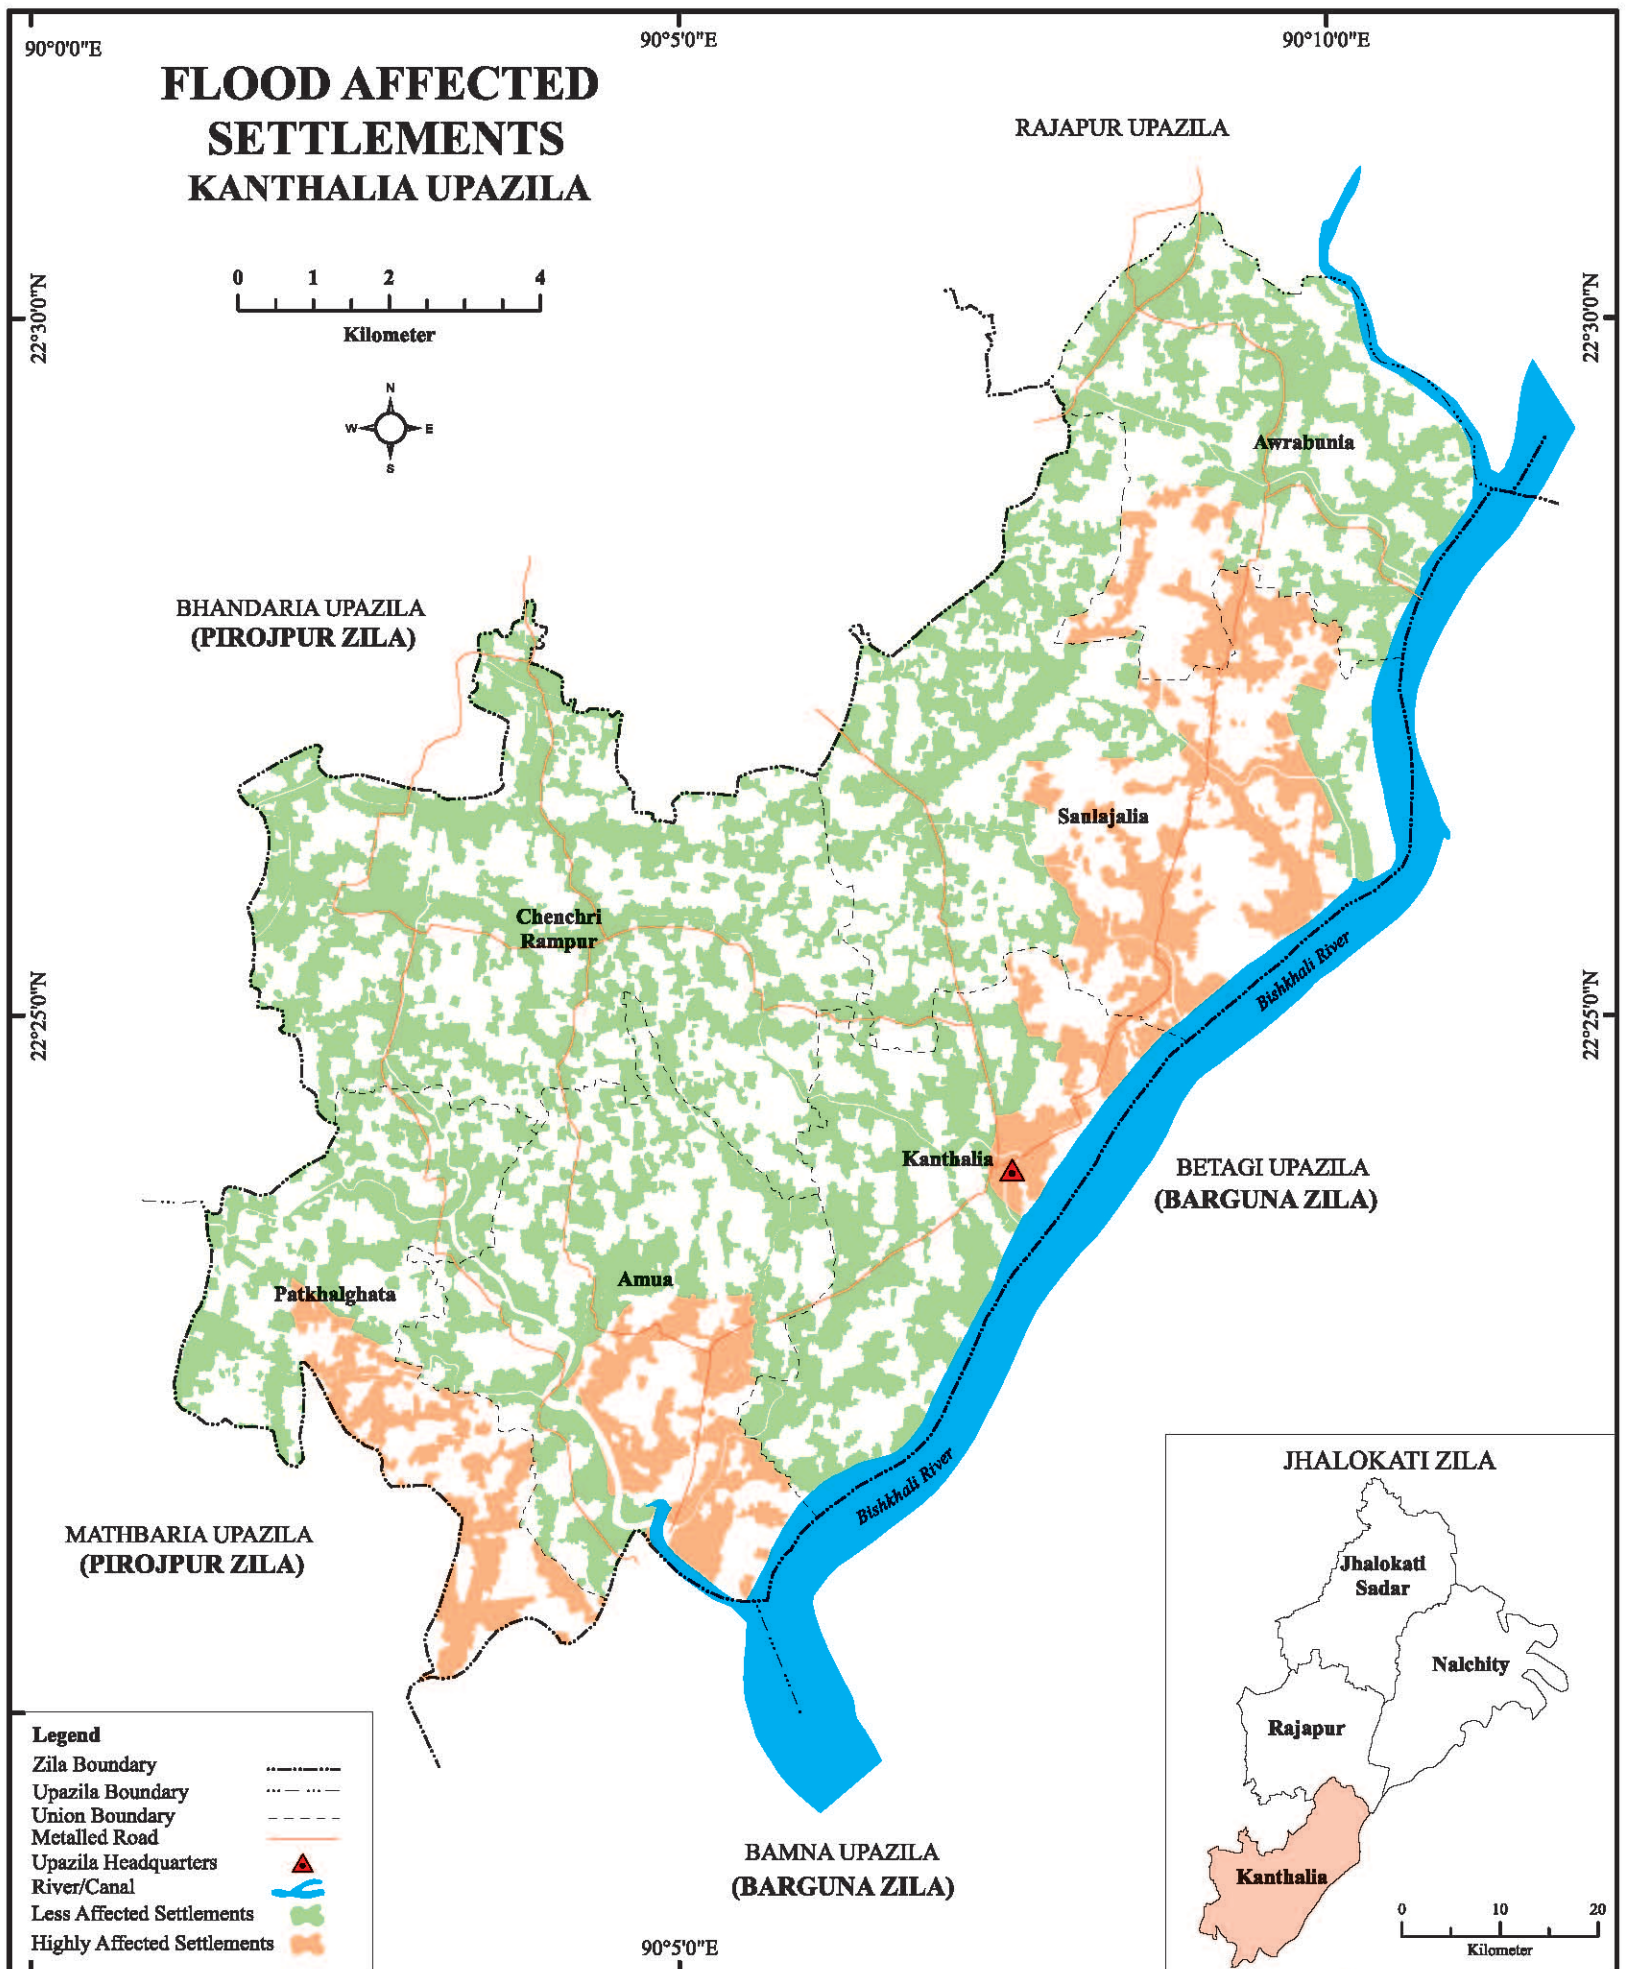 90°0'0"E
90°5'0"E
90°10'0"E
FLOOD AFFECTED
SETTLEMENTS
KANTHALIA UPAZILA
RAJAPUR UPAZILA
0 1 2 4
Kilometer
22°30'0"N
22°30'0"N
N
W E
S
Awrabunia
BHANDARIA UPAZILA
(PIROJPUR ZILA)
Saulajalia
Chenchri
Rampur
Bishkhali River
22°25'0"N
22°25'0"N
Kanthalia
BETAGI UPAZILA
(BARGUNA ZILA)
Amua
Patkhalghata
Bishkhali River
MATHBARIA UPAZILA
(PIROJPUR ZILA)
JHALOKATI ZILA
Jhalokati
Sadar
Nalchity
Rajapur
Kanthalia
0 10 20
Kilometer
Legend
Zila Boundary
Upazila Boundary
Union Boundary
Metalled Road
Upazila Headquarters
River/Canal
Less Affected Settlements
Highly Affected Settlements
BAMNA UPAZILA
(BARGUNA ZILA)
90°5'0"E